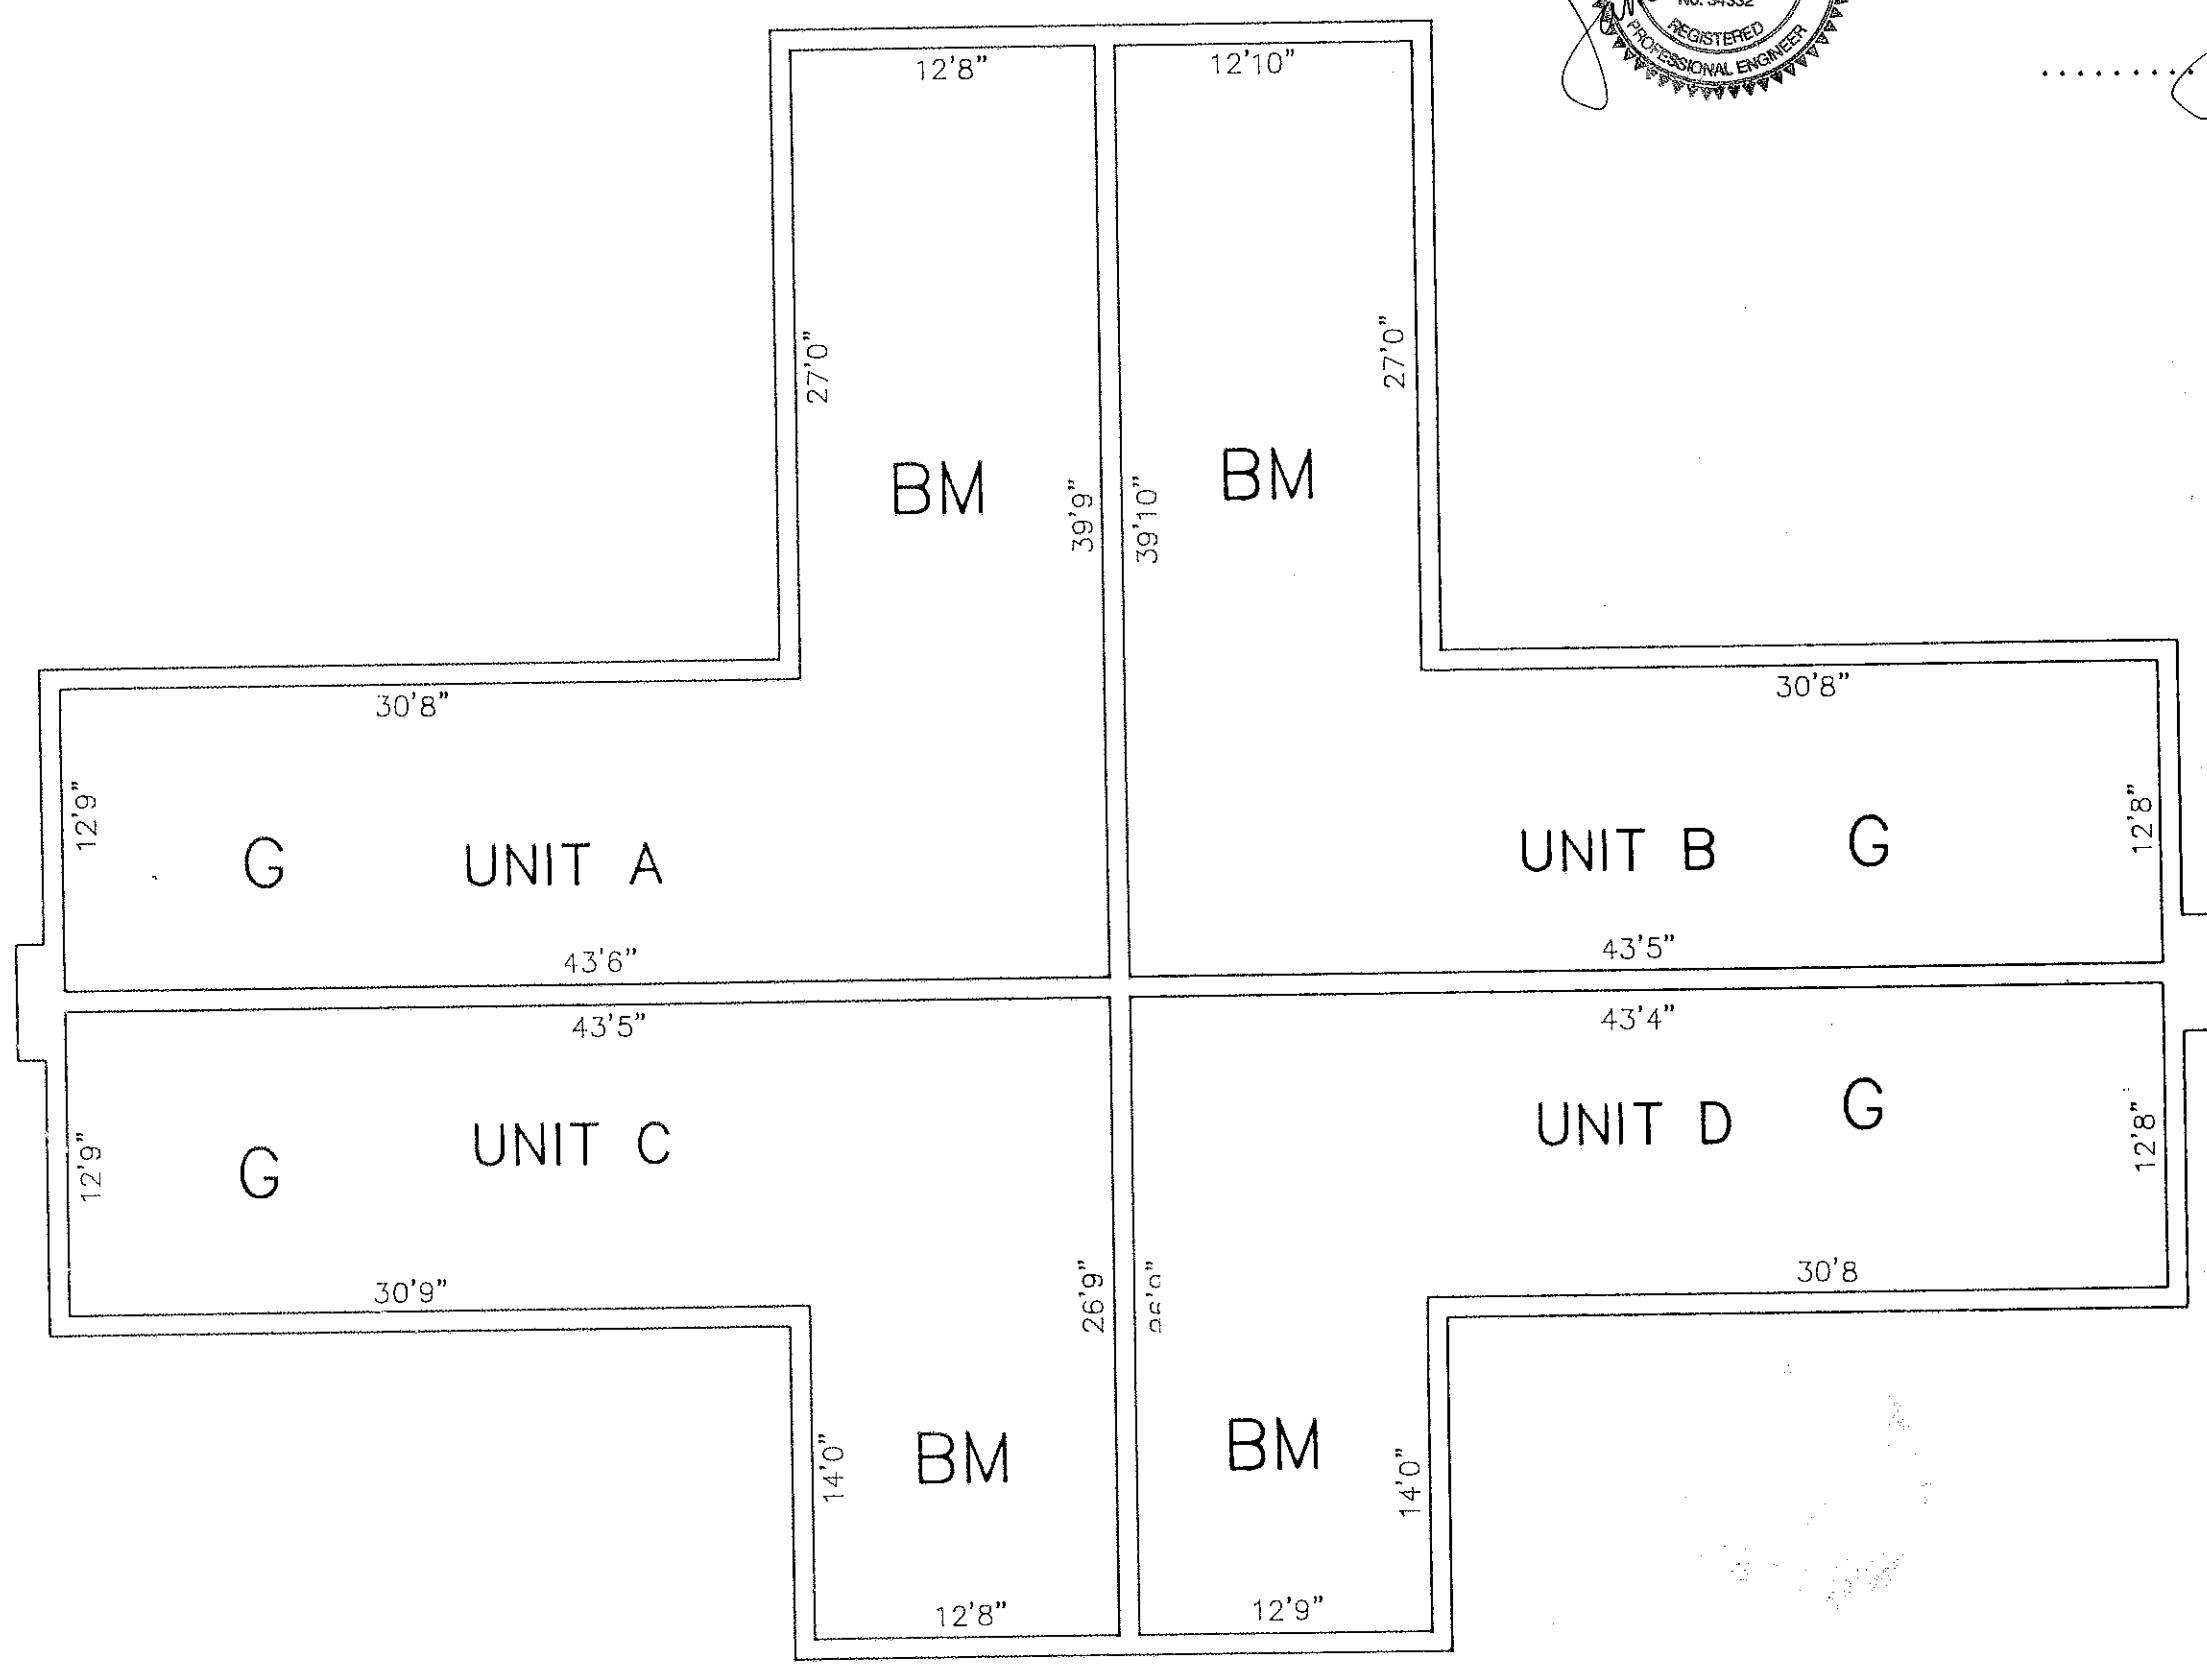 No. 34332
REGISTERED
PROFESSIONAL ENGINEER
12'8"
12'10"
27'0"
27'0"
BM
BM
39'9"
39'10"
30'8"
30'8"
12'9"
12'8"
G
UNIT A
UNIT B
G
43'6"
43'5"
43'5"
43'4"
12'9"
G
UNIT C
UNIT D
G
12'8"
30'9"
30'8
26'9"
14'0"
BM
BM
14'0"
12'8"
12'9"